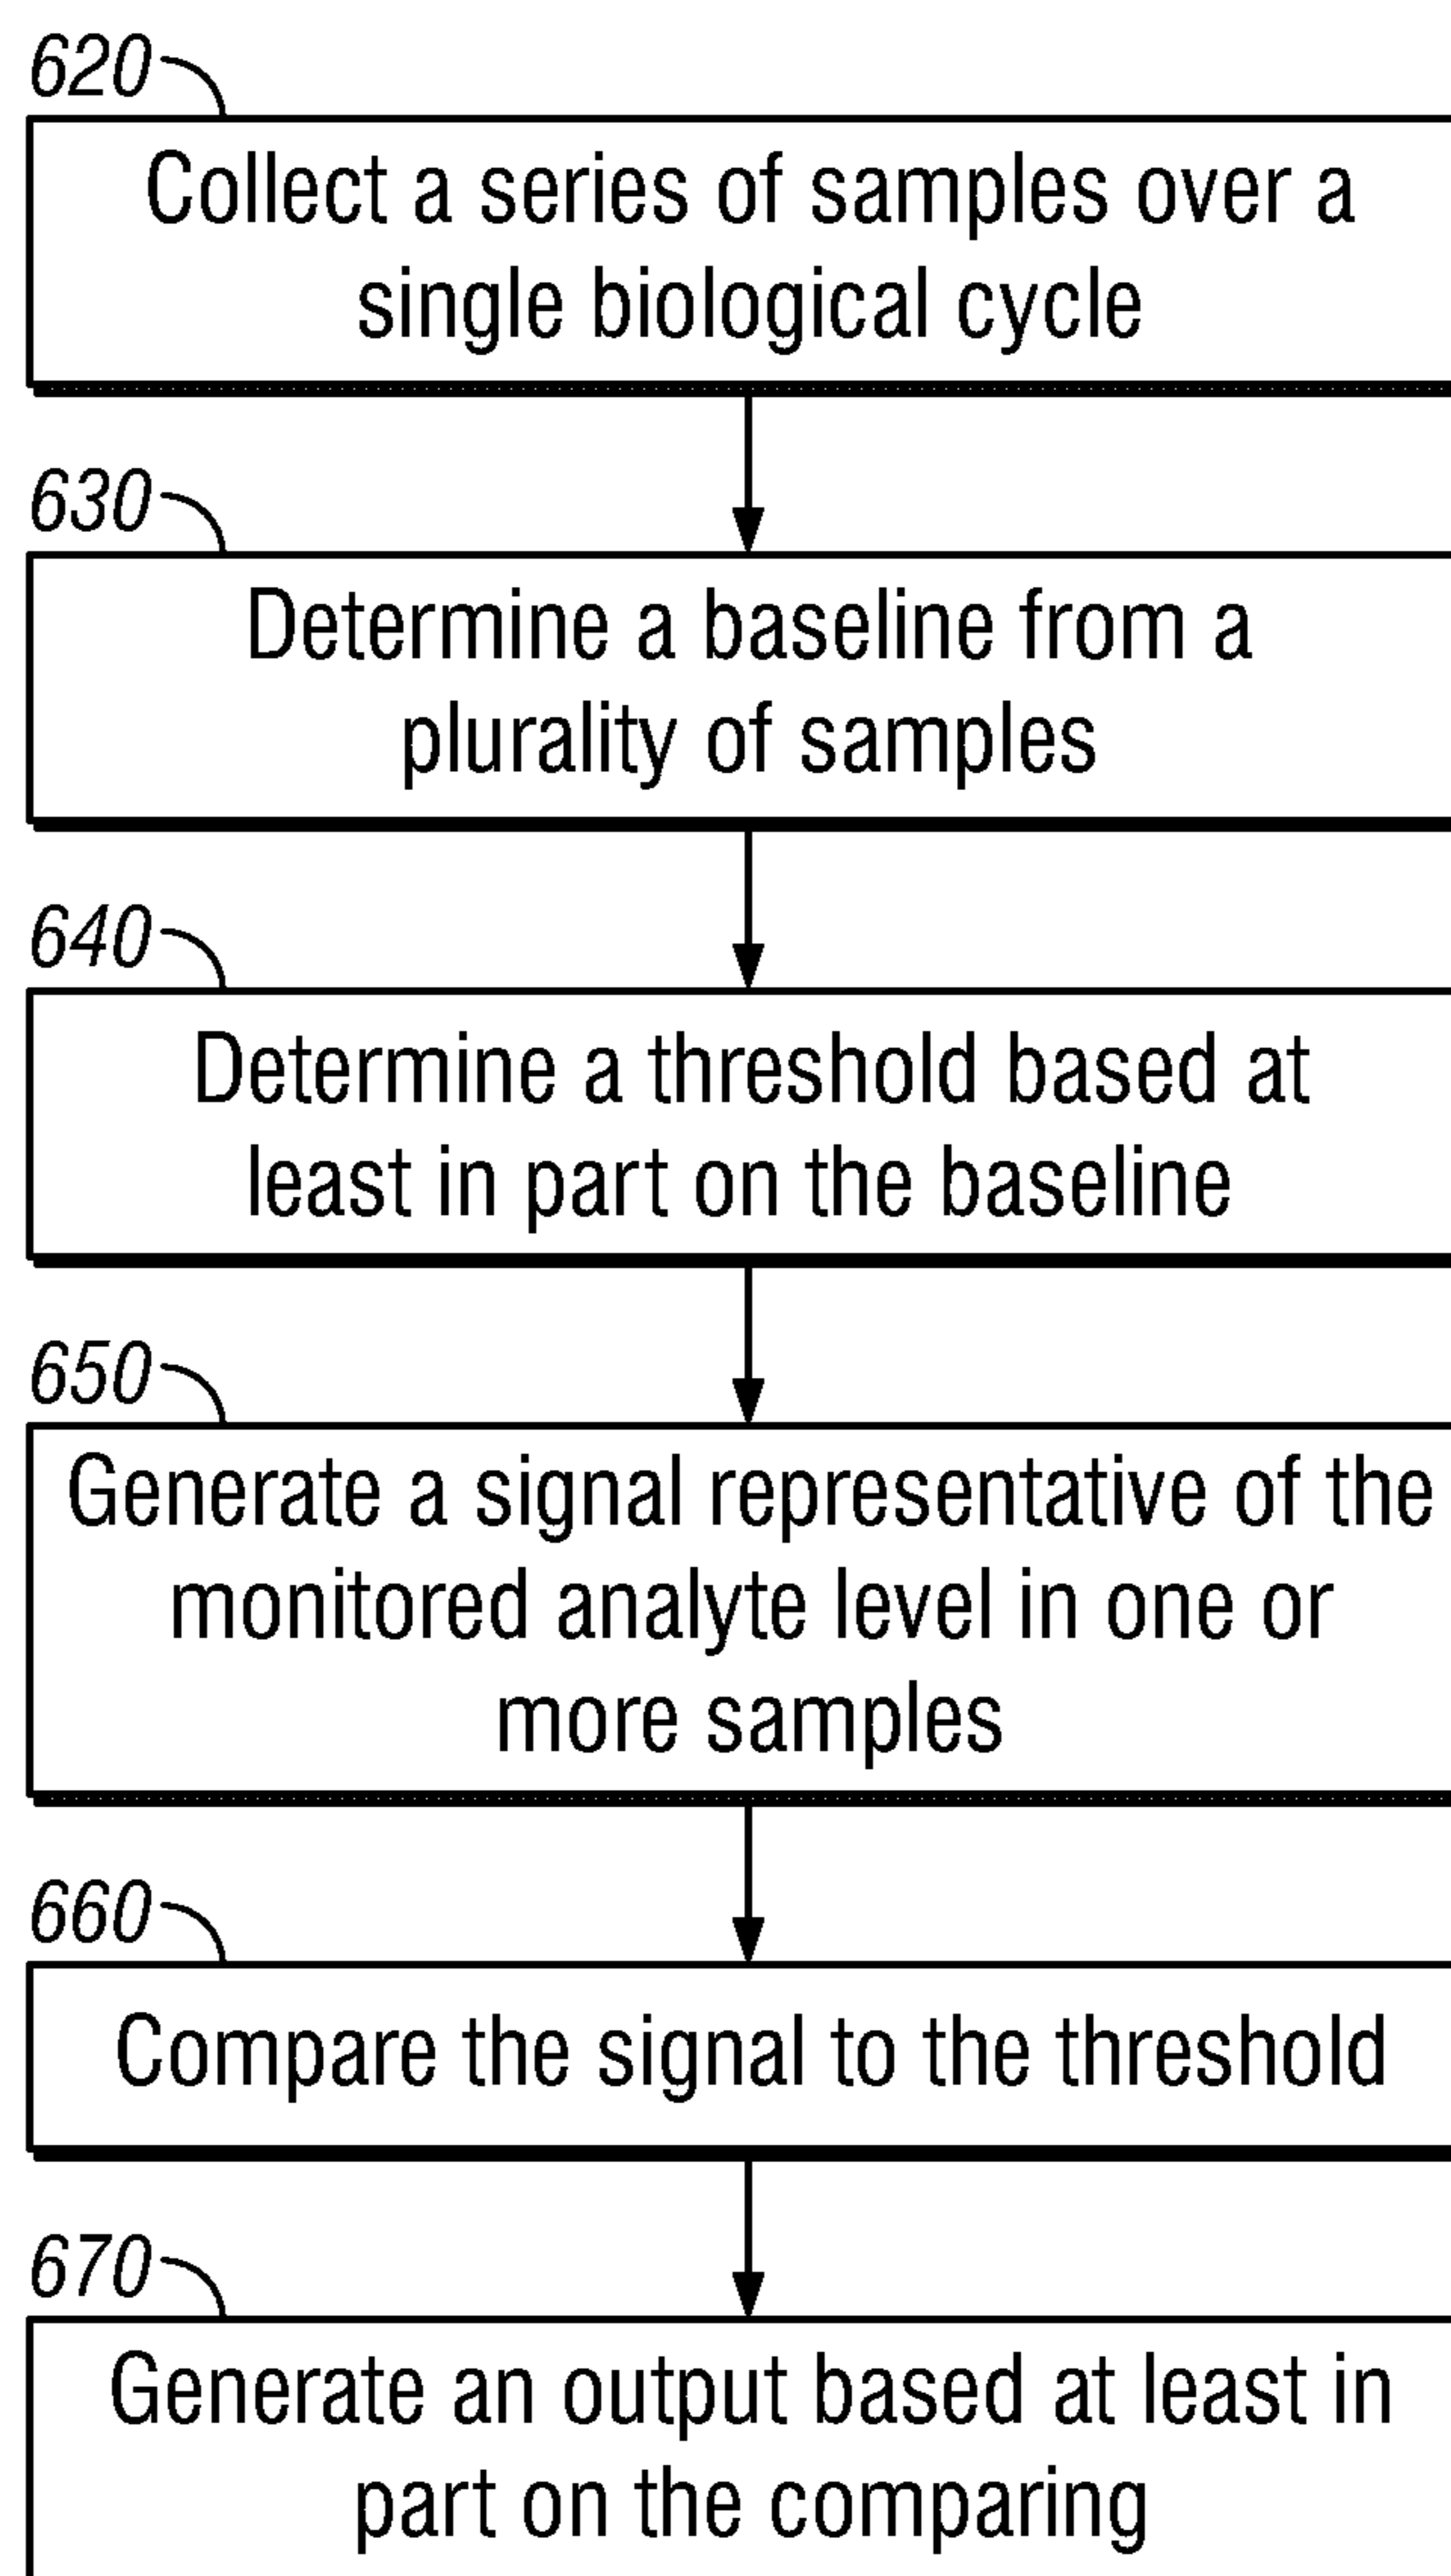 620
Collect a series of samples over a
single biological cycle
630
Determine a baseline from a
plurality of samples
640
Determine a threshold based at
least in part on the baseline
650
Generate a signal representative of the
monitored analyte level in one or
more samples
660
Compare the signal to the threshold
670
Generate an output based at least in
part on the comparing